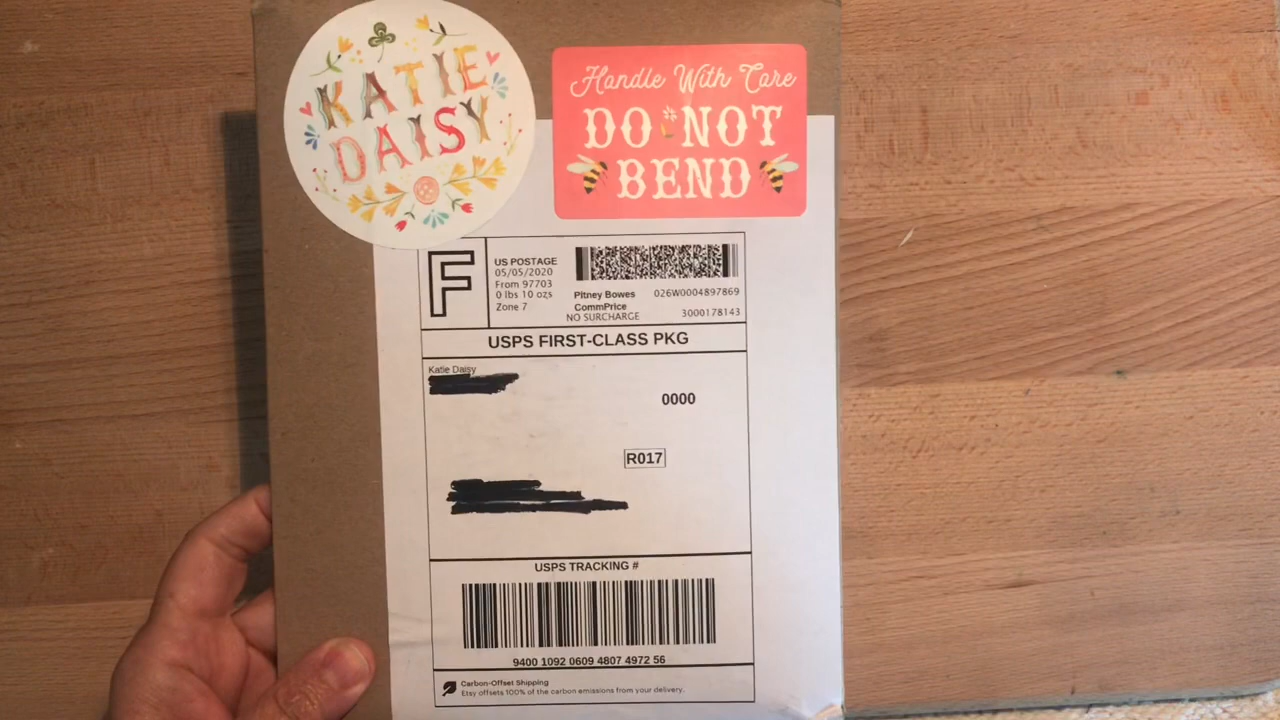 KATIE
DAISY
Handle With Care
DO NOT
BEND
F
US POSTAGE
05/05/2020
From 97703
0 lbs 10 ozs
Zone 7
Pitney Bowes
CommPrice
NO SURCHARGE
026W0004897869
3000178143
USPS FIRST-CLASS PKG
Katie Daisy
0000
R017
USPS TRACKING #
9400 1092 0609 4807 4972 56
Carbon-Offset Shipping
Etsy offsets 100% of the carbon emissions from your delivery.